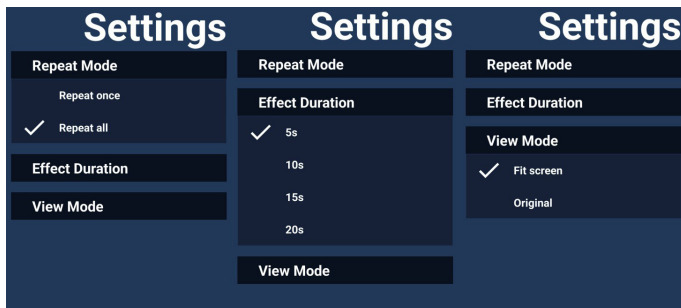 Settings
Repeat Mode
Repeat once
Repeat all
Effect Duration
View Mode
Settings
Repeat Mode
Effect Duration
5s
10s
15s
20s
View Mode
Settings
Repeat Mode
Effect Duration
View Mode
Fit screen
Original